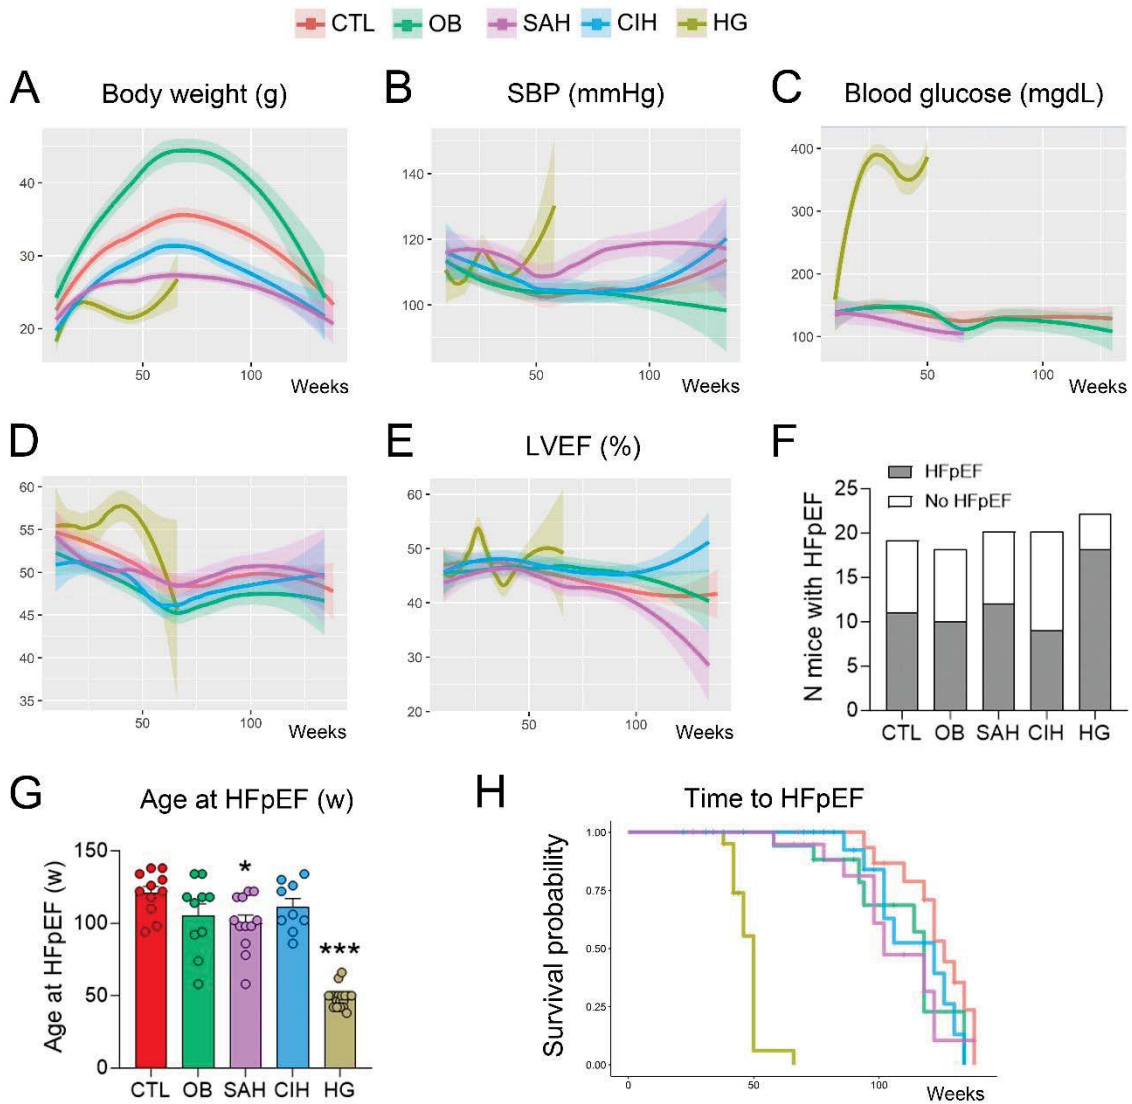 CTL OB SAH CIH HG
A Body weight (g)
40
30
20
50 100
Weeks
B SBP (mmHg)
140
120
100
50 100
Weeks
C Blood glucose (mgdL)
400
300
200
100
50 100
Weeks
D
60
55
50
45
40
35
50 100
Weeks
E LVEF (%)
60
50
40
30
20
50 100
Weeks
F
HFpEF
No HFpEF
N mice with HFpEF
25
20
15
10
5
0
CTL OB SAH CIH HG
G Age at HFpEF (w)
Age at HFpEF (w)
150
100
50
0
*
***
CTL OB SAH CIH HG
H Time to HFpEF
Survival probability
1.00
0.75
0.50
0.25
0.00
0 50 100
Weeks